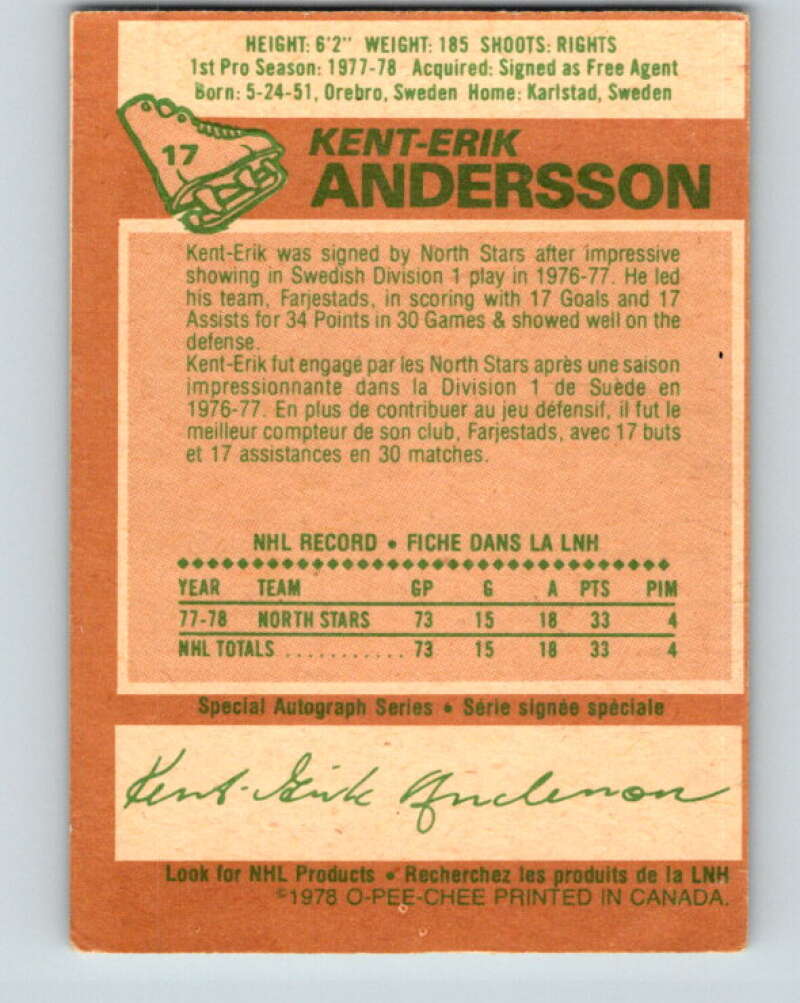 HEIGHT: 6'2" WEIGHT: 185 SHOOTS: RIGHTS
1st Pro Season: 1977-78 Acquired: Signed as Free Agent
Born: 5-24-51, Orebro, Sweden Home: Karlstad, Sweden
17
KENT-ERIK
ANDERSSON
Kent-Erik was signed by North Stars after impressive
showing in Swedish Division 1 play in 1976-77. He led
his team, Farjestads, in scoring with 17 Goals and 17
Assists for 34 Points in 30 Games & showed well on the
defense.
Kent-Erik fut engagé par les North Stars après une saison
impressionnante dans la Division 1 de Suède en
1976-77. En plus de contribuer au jeu défensif, il fut le
meilleur compteur de son club, Farjestads, avec 17 buts
et 17 assistances en 30 matches.
NHL RECORD • FICHE DANS LA LNH
YEAR TEAM GP G A PTS PIM
77-78 NORTH STARS 73 15 18 33 4
NHL TOTALS ........... 73 15 18 33 4
Special Autograph Series • Série signée spéciale
Kent-Erik Andersson
Look for NHL Products • Recherchez les produits de la LNH
©1978 O-PEE-CHEE PRINTED IN CANADA.